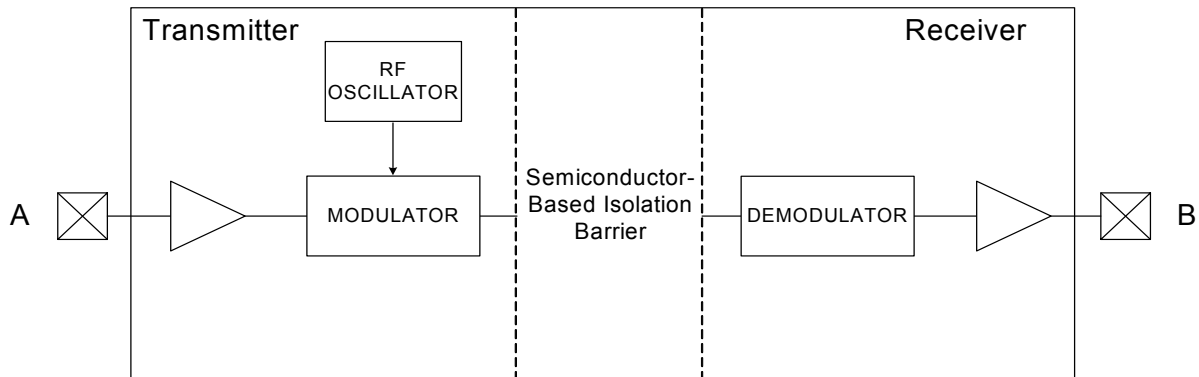 Transmitter
Receiver
RF
OSCILLATOR
A
MODULATOR
Semiconductor-
Based Isolation
Barrier
DEMODULATOR
B